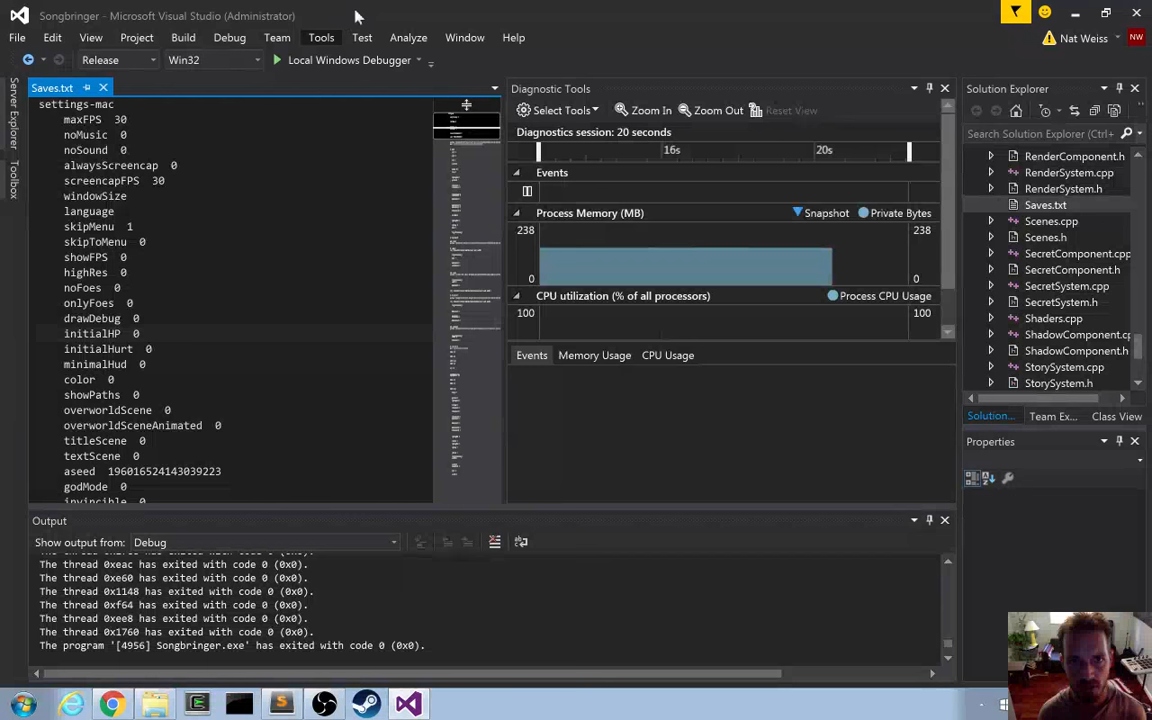 Songbringer - Microsoft Visual Studio (Administrator)
File Edit View Project Build Debug Team Tools Test Analyze Window Help
Nat Weiss NW
Release Win32 Local Windows Debugger
Server Explorer
Toolbox
Saves.txt
settings-mac
maxFPS 30
noMusic 0
noSound 0
alwaysScreencap 0
screencapFPS 30
windowSize
language
skipMenu 1
skipToMenu 0
showFPS 0
highRes 0
noFoes 0
onlyFoes 0
drawDebug 0
initialHP 0
initialHurt 0
minimalHud 0
color 0
showPaths 0
overworldScene 0
overworldSceneAnimated 0
titleScene 0
textScene 0
aseed 196016524143039223
godMode 0
invincible 0
Diagnostic Tools
Select Tools Zoom In Zoom Out Reset View
Diagnostics session: 20 seconds
16s 20s
Events
Process Memory (MB) Snapshot Private Bytes
238 238
0 0
CPU utilization (% of all processors) Process CPU Usage
100 100
Events Memory Usage CPU Usage
Solution Explorer
Search Solution Explorer (Ctrl+
RenderComponent.h
RenderSystem.cpp
RenderSystem.h
Saves.txt
Scenes.cpp
Scenes.h
SecretComponent.cpp
SecretComponent.h
SecretSystem.cpp
SecretSystem.h
Shaders.cpp
ShadowComponent.cp
ShadowComponent.h
StorySystem.cpp
StorySystem.h
Solution... Team Ex... Class View
Properties
Output
Show output from: Debug
The thread 0xeac has exited with code 0 (0x0).
The thread 0xe60 has exited with code 0 (0x0).
The thread 0x1148 has exited with code 0 (0x0).
The thread 0xf64 has exited with code 0 (0x0).
The thread 0xee8 has exited with code 0 (0x0).
The thread 0x1760 has exited with code 0 (0x0).
The program '[4956] Songbringer.exe' has exited with code 0 (0x0).